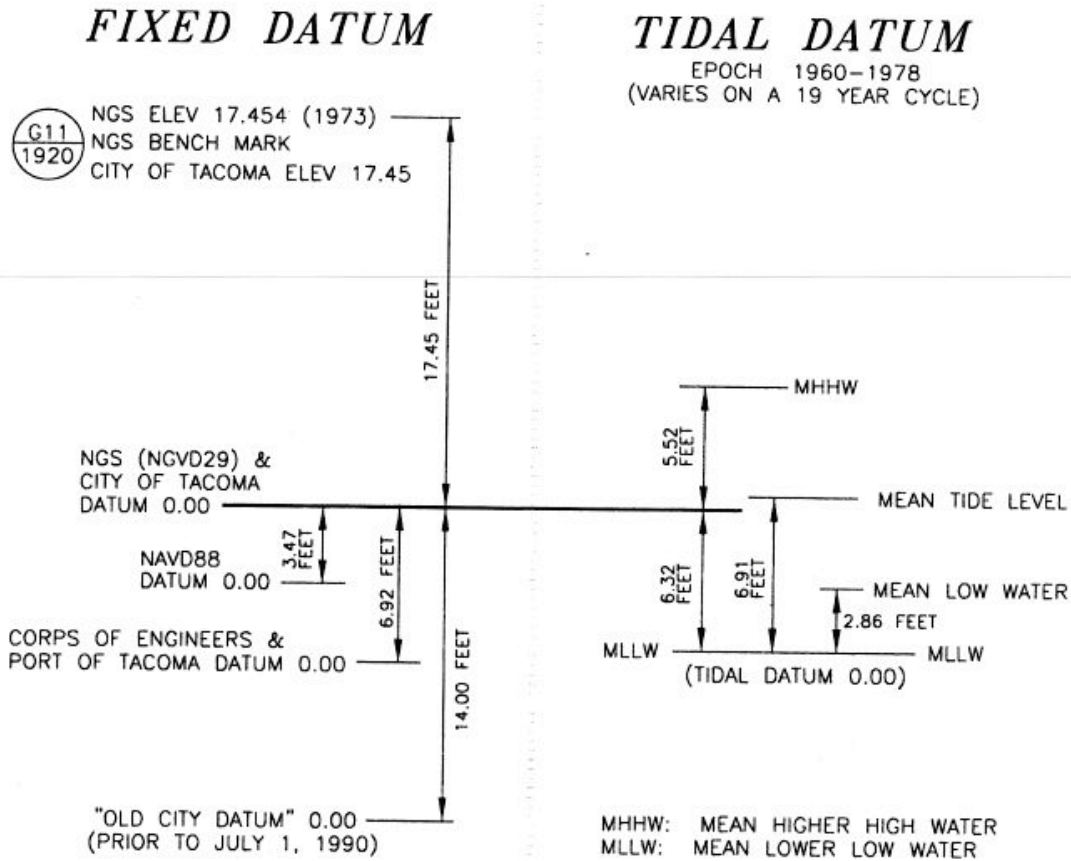 FIXED DATUM
TIDAL DATUM
EPOCH 1960-1978
(VARIES ON A 19 YEAR CYCLE)
G11
1920
NGS ELEV 17.454 (1973)
NGS BENCH MARK
CITY OF TACOMA ELEV 17.45
17.45 FEET
MHHW
5.52
FEET
NGS (NGVD29) &
CITY OF TACOMA
DATUM 0.00
MEAN TIDE LEVEL
3.47
FEET
NAVD88
DATUM 0.00
6.92 FEET
6.32
FEET
6.91
FEET
MEAN LOW WATER
2.86 FEET
CORPS OF ENGINEERS &
PORT OF TACOMA DATUM 0.00
14.00 FEET
MLLW
MLLW
(TIDAL DATUM 0.00)
"OLD CITY DATUM" 0.00
(PRIOR TO JULY 1, 1990)
MHHW: MEAN HIGHER HIGH WATER
MLLW: MEAN LOWER LOW WATER